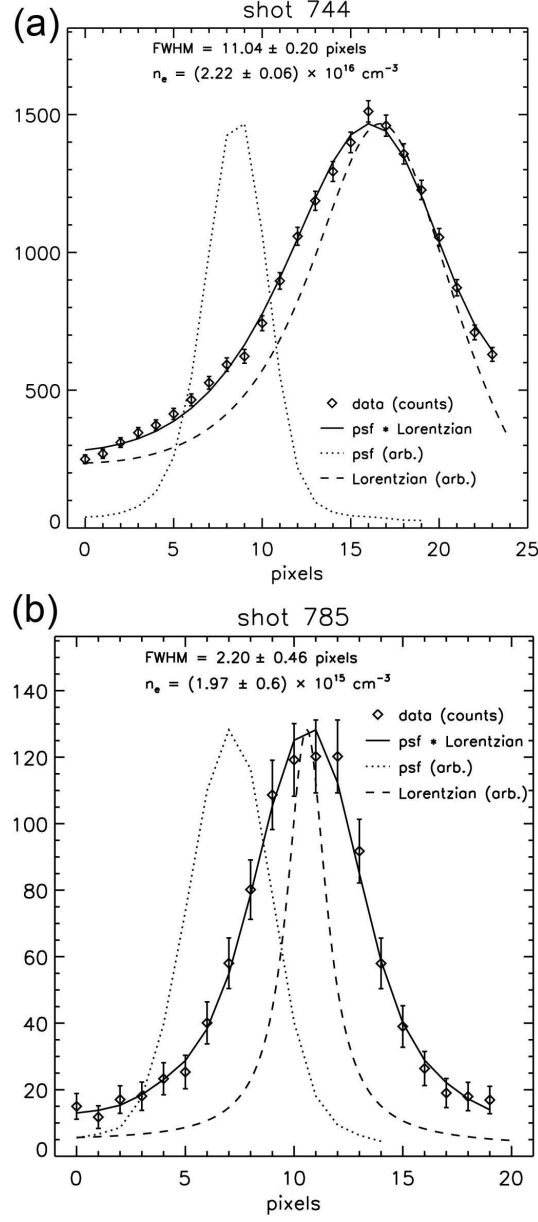 (a)
shot 744
FWHM = 11.04 ± 0.20 pixels
nₑ = (2.22 ± 0.06) × 10¹⁶ cm⁻³
1500
1000
500
0
data (counts)
psf * Lorentzian
psf (arb.)
Lorentzian (arb.)
0 5 10 15 20 25
pixels
(b)
shot 785
FWHM = 2.20 ± 0.46 pixels
nₑ = (1.97 ± 0.6) × 10¹⁵ cm⁻³
140
120
100
80
60
40
20
0
data (counts)
psf * Lorentzian
psf (arb.)
Lorentzian (arb.)
0 5 10 15 20
pixels